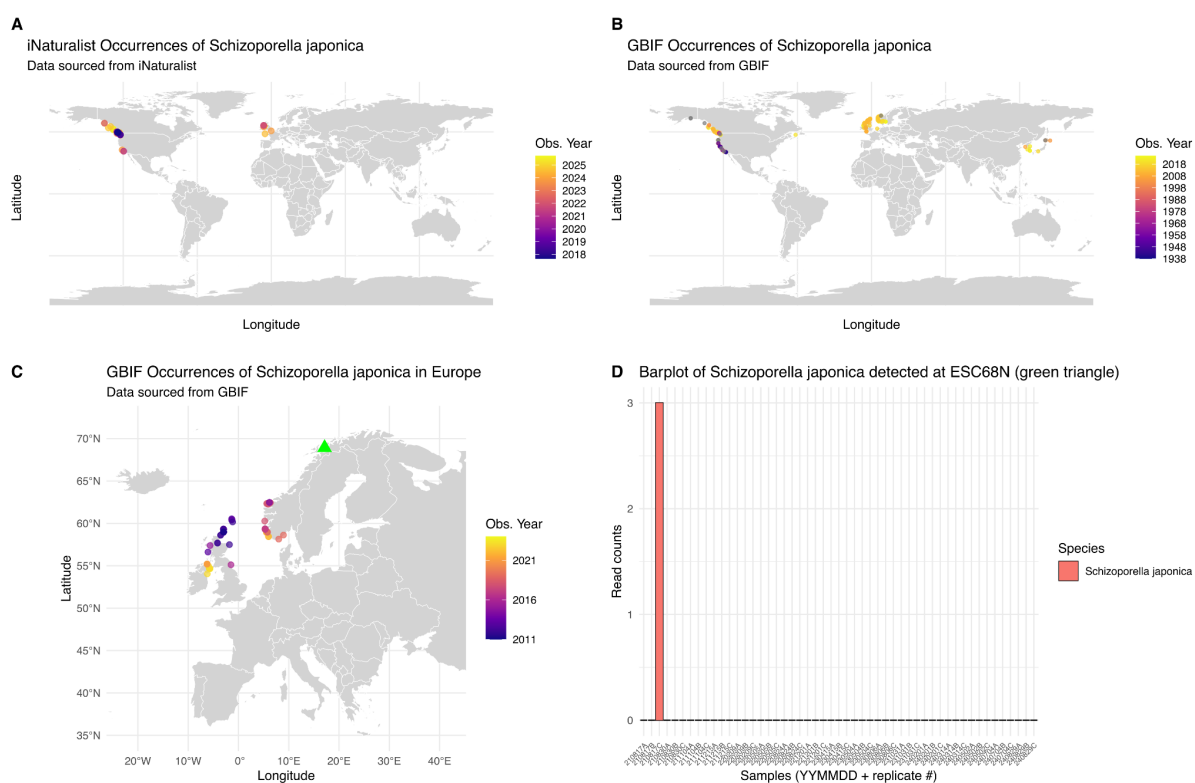 A
iNaturalist Occurrences of Schizoporella japonica
Data sourced from iNaturalist
Latitude
Longitude
Obs. Year
2025
2024
2023
2022
2021
2020
2019
2018
B
GBIF Occurrences of Schizoporella japonica
Data sourced from GBIF
Latitude
Longitude
Obs. Year
2018
2008
1998
1988
1978
1968
1958
1948
1938
C
GBIF Occurrences of Schizoporella japonica in Europe
Data sourced from GBIF
Latitude
70°N
65°N
60°N
55°N
50°N
45°N
40°N
35°N
20°W
10°W
0°
10°E
20°E
30°E
40°E
Longitude
Obs. Year
2021
2016
2011
D
Barplot of Schizoporella japonica detected at ESC68N (green triangle)
Read counts
3
2
1
0
Samples (YYMMDD + replicate #)
Species
Schizoporella japonica